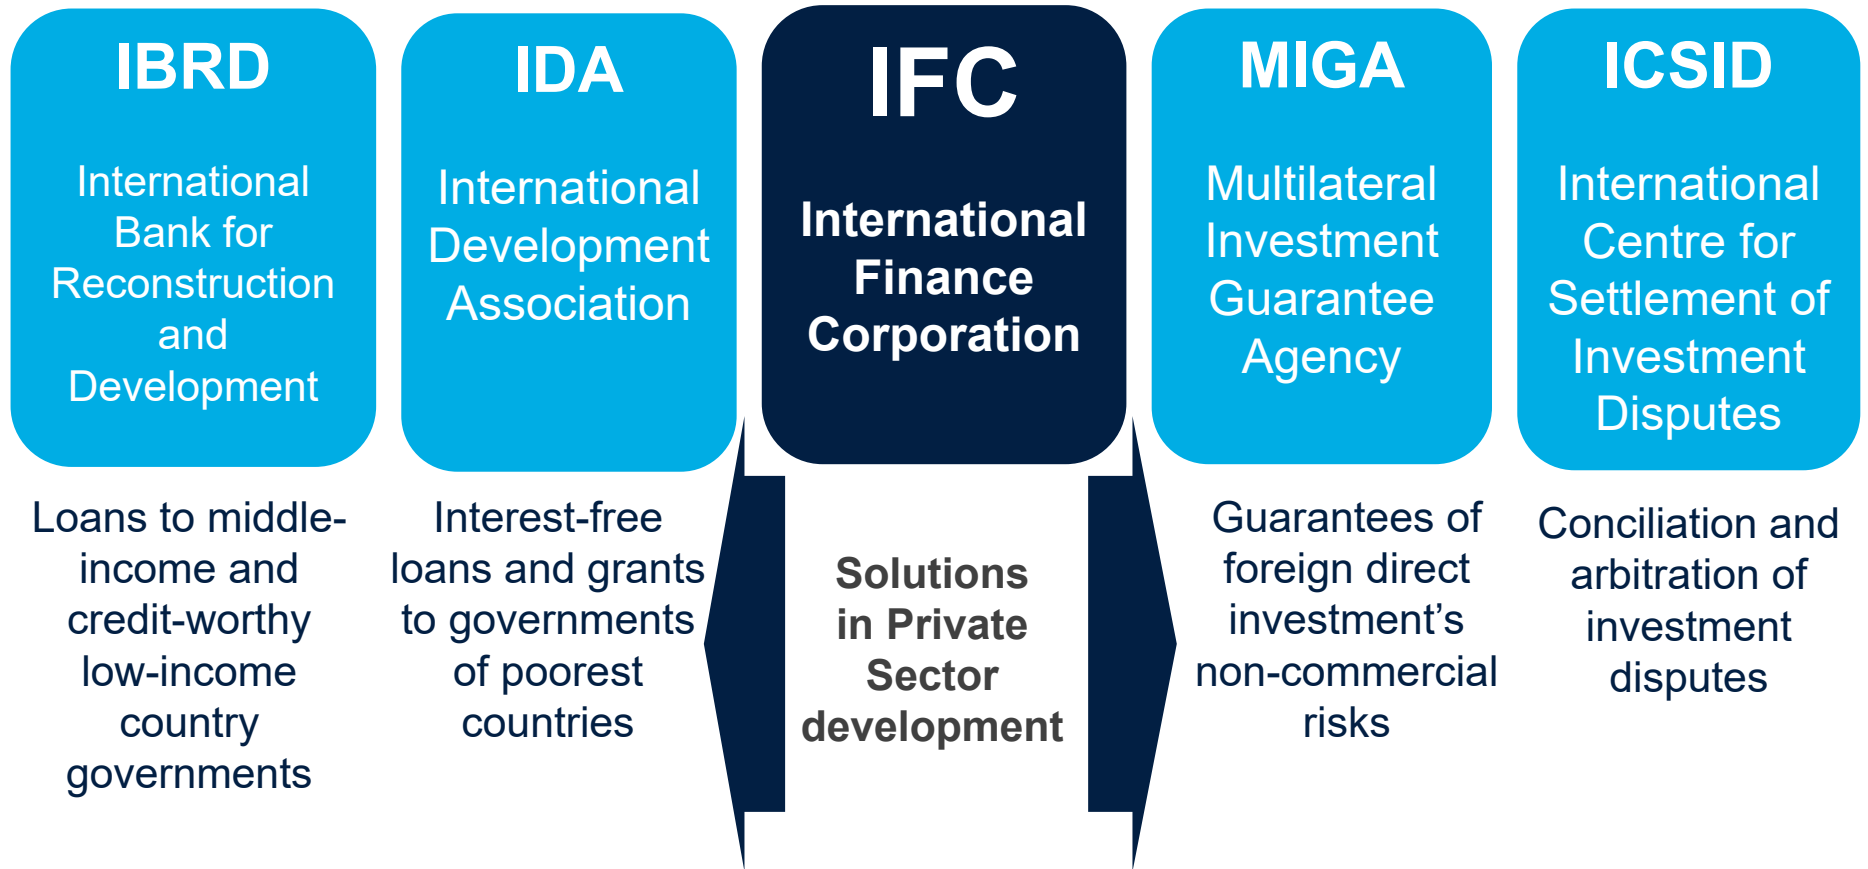 IBRD
International
Bank for
Reconstruction
and
Development
Loans to middle-
income and
credit-worthy
low-income
country
governments
IDA
International
Development
Association
Interest-free
loans and grants
to governments
of poorest
countries
IFC
International
Finance
Corporation
Solutions
in Private
Sector
development
MIGA
Multilateral
Investment
Guarantee
Agency
Guarantees of
foreign direct
investment’s
non-commercial
risks
ICSID
International
Centre for
Settlement of
Investment
Disputes
Conciliation and
arbitration of
investment
disputes